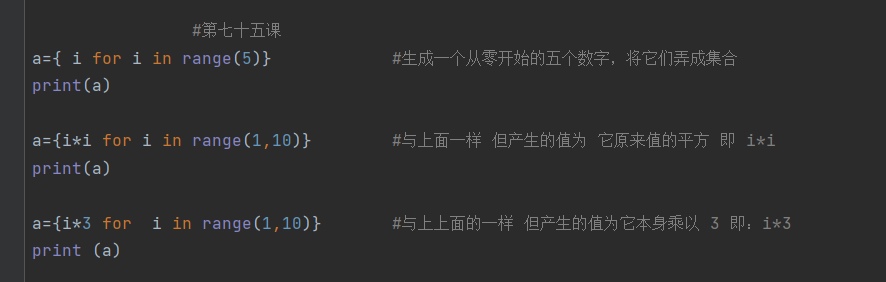 #第七十五课
a={ i for i in range(5)} #生成一个从零开始的五个数字，将它们弄成集合
print(a)
a={i*i for i in range(1,10)} #与上面一样 但产生的值为 它原来值的平方 即 i*i
print(a)
a={i*3 for  i in range(1,10)} #与上上面的一样 但产生的值为它本身乘以 3 即：i*3
print (a)